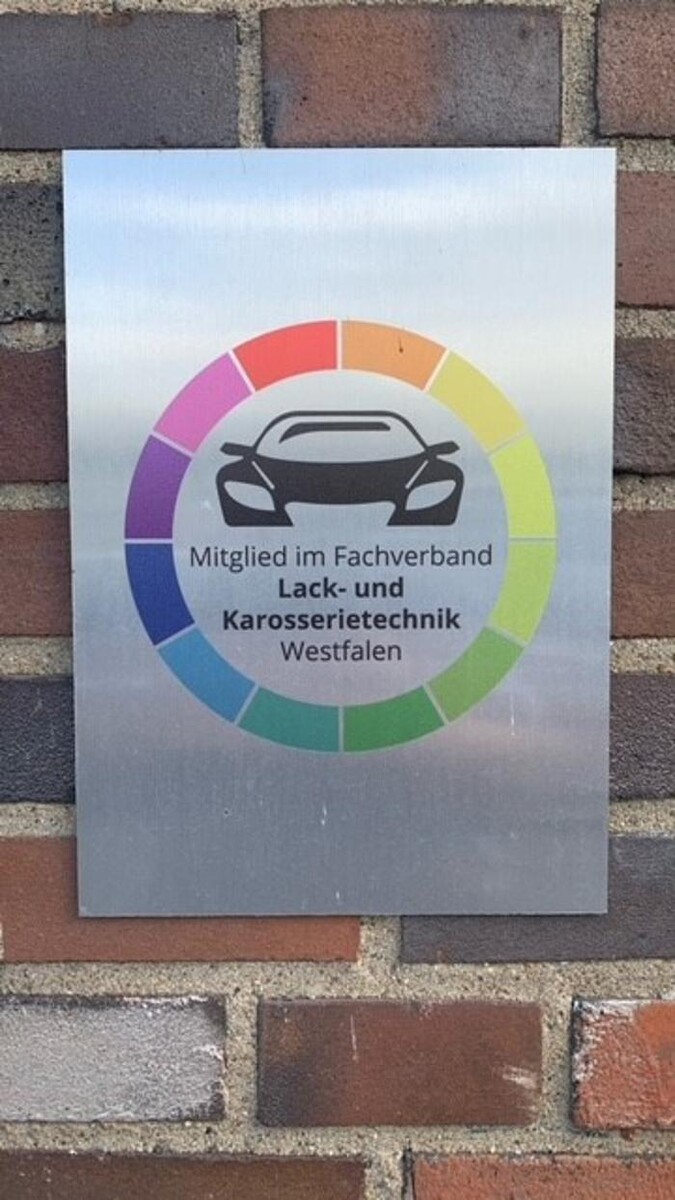 Mitglied im Fachverband
Lack- und
Karosserietechnik
Westfalen